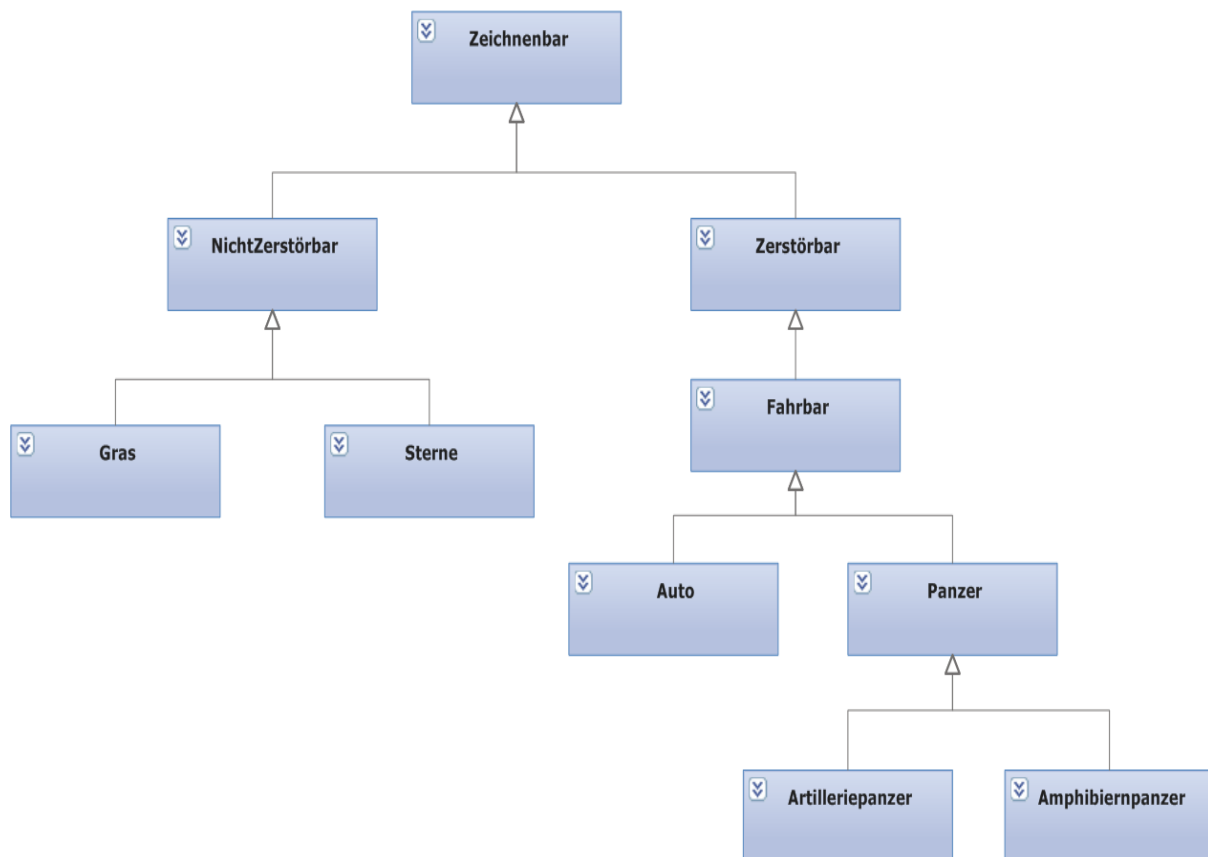 Zeichnenbar
NichtZerstörbar
Zerstörbar
Fahrbar
Gras
Sterne
Auto
Panzer
Artilleriepanzer
Amphibiernpanzer